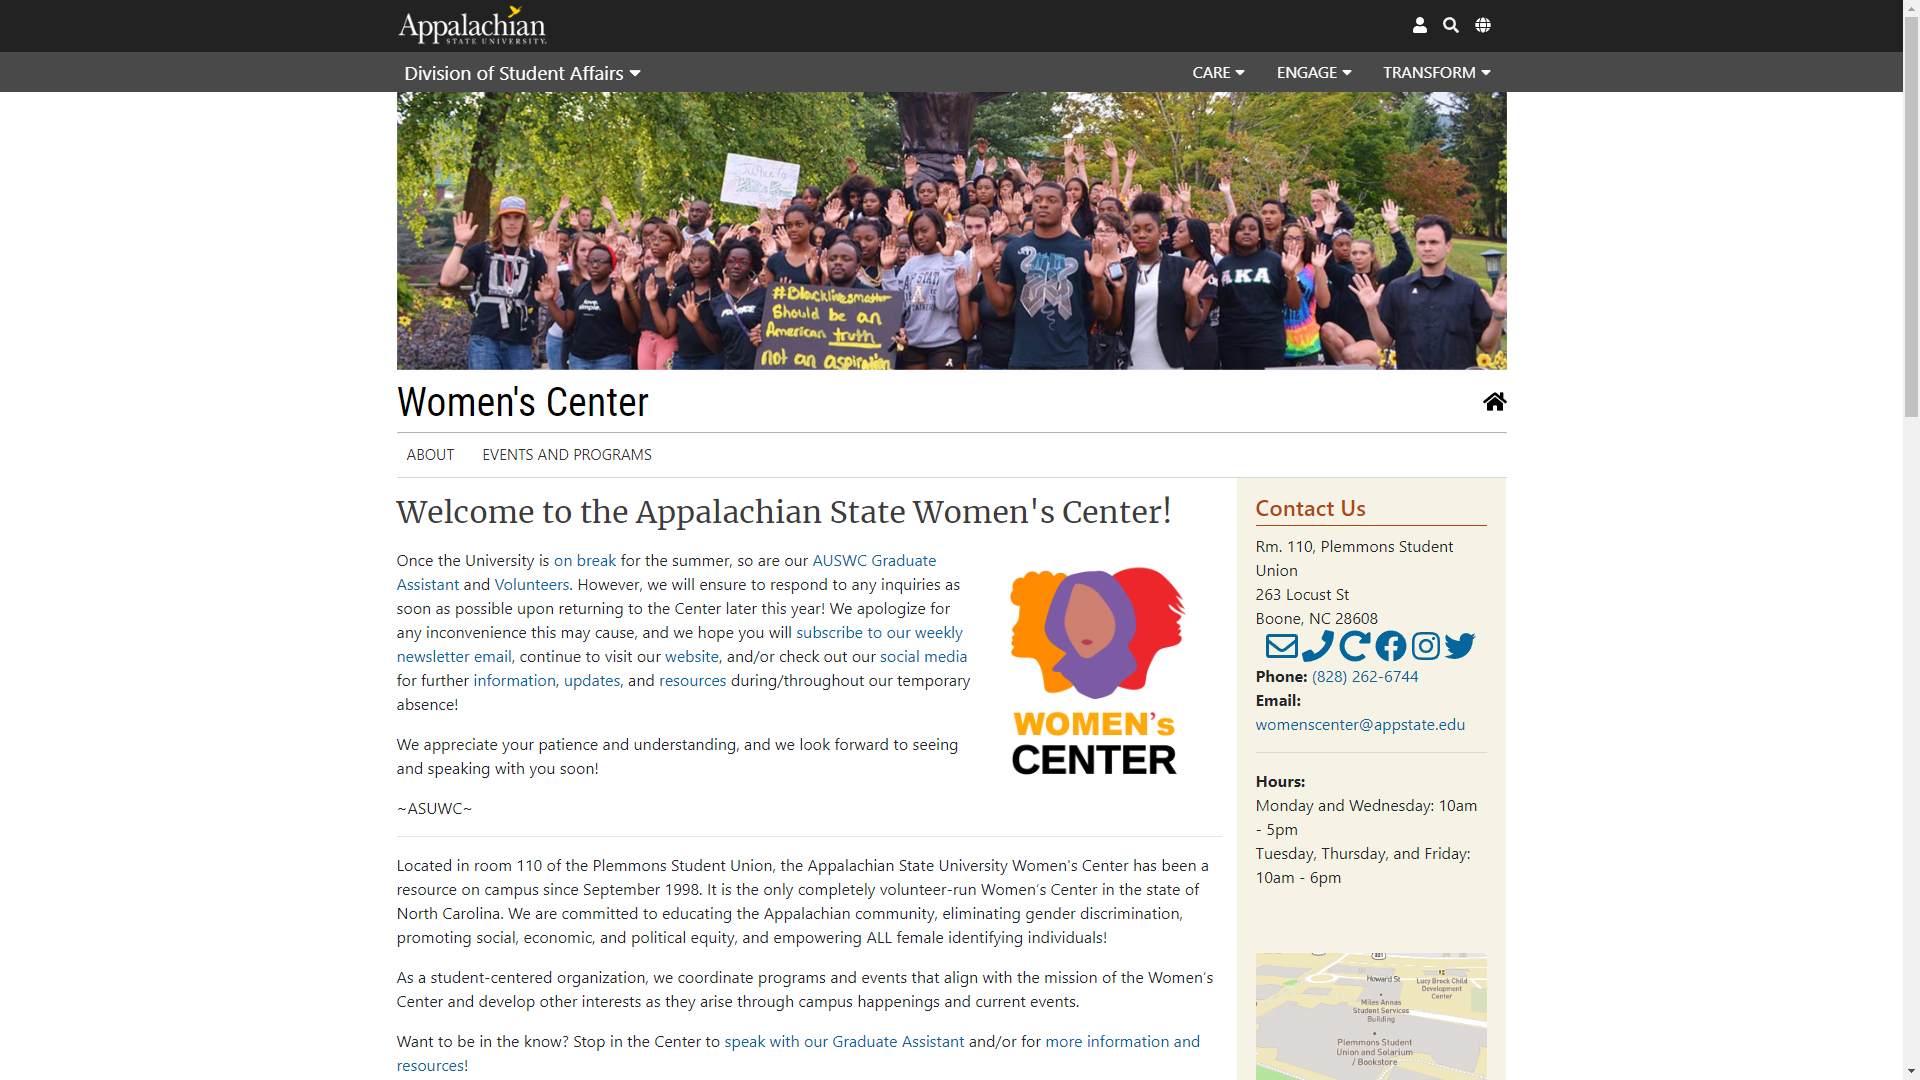 Appalachian
STATE UNIVERSITY
Division of Student Affairs
CARE
ENGAGE
TRANSFORM
#Blacklivesmatter
Should be an
American truth
not an aspiration
AKA
Women's Center
ABOUT
EVENTS AND PROGRAMS
Welcome to the Appalachian State Women's Center!
Once the University is on break for the summer, so are our AUSWC Graduate
Assistant and Volunteers. However, we will ensure to respond to any inquiries as
soon as possible upon returning to the Center later this year! We apologize for
any inconvenience this may cause, and we hope you will subscribe to our weekly
newsletter email, continue to visit our website, and/or check out our social media
for further information, updates, and resources during/throughout our temporary
absence!
We appreciate your patience and understanding, and we look forward to seeing
and speaking with you soon!
~ASUWC~
WOMEN's
CENTER
Located in room 110 of the Plemmons Student Union, the Appalachian State University Women's Center has been a
resource on campus since September 1998. It is the only completely volunteer-run Women's Center in the state of
North Carolina. We are committed to educating the Appalachian community, eliminating gender discrimination,
promoting social, economic, and political equity, and empowering ALL female identifying individuals!
As a student-centered organization, we coordinate programs and events that align with the mission of the Women's
Center and develop other interests as they arise through campus happenings and current events.
Want to be in the know? Stop in the Center to speak with our Graduate Assistant and/or for more information and
resources!
Contact Us
Rm. 110, Plemmons Student
Union
263 Locust St
Boone, NC 28608
Phone: (828) 262-6744
Email:
womenscenter@appstate.edu
Hours:
Monday and Wednesday: 10am
- 5pm
Tuesday, Thursday, and Friday:
10am - 6pm
321
Howard St
Lucy Brock Child
Development
Center
Miles Annas
Student Services
Building
Plemmons Student
Union and Solarium
/ Bookstore